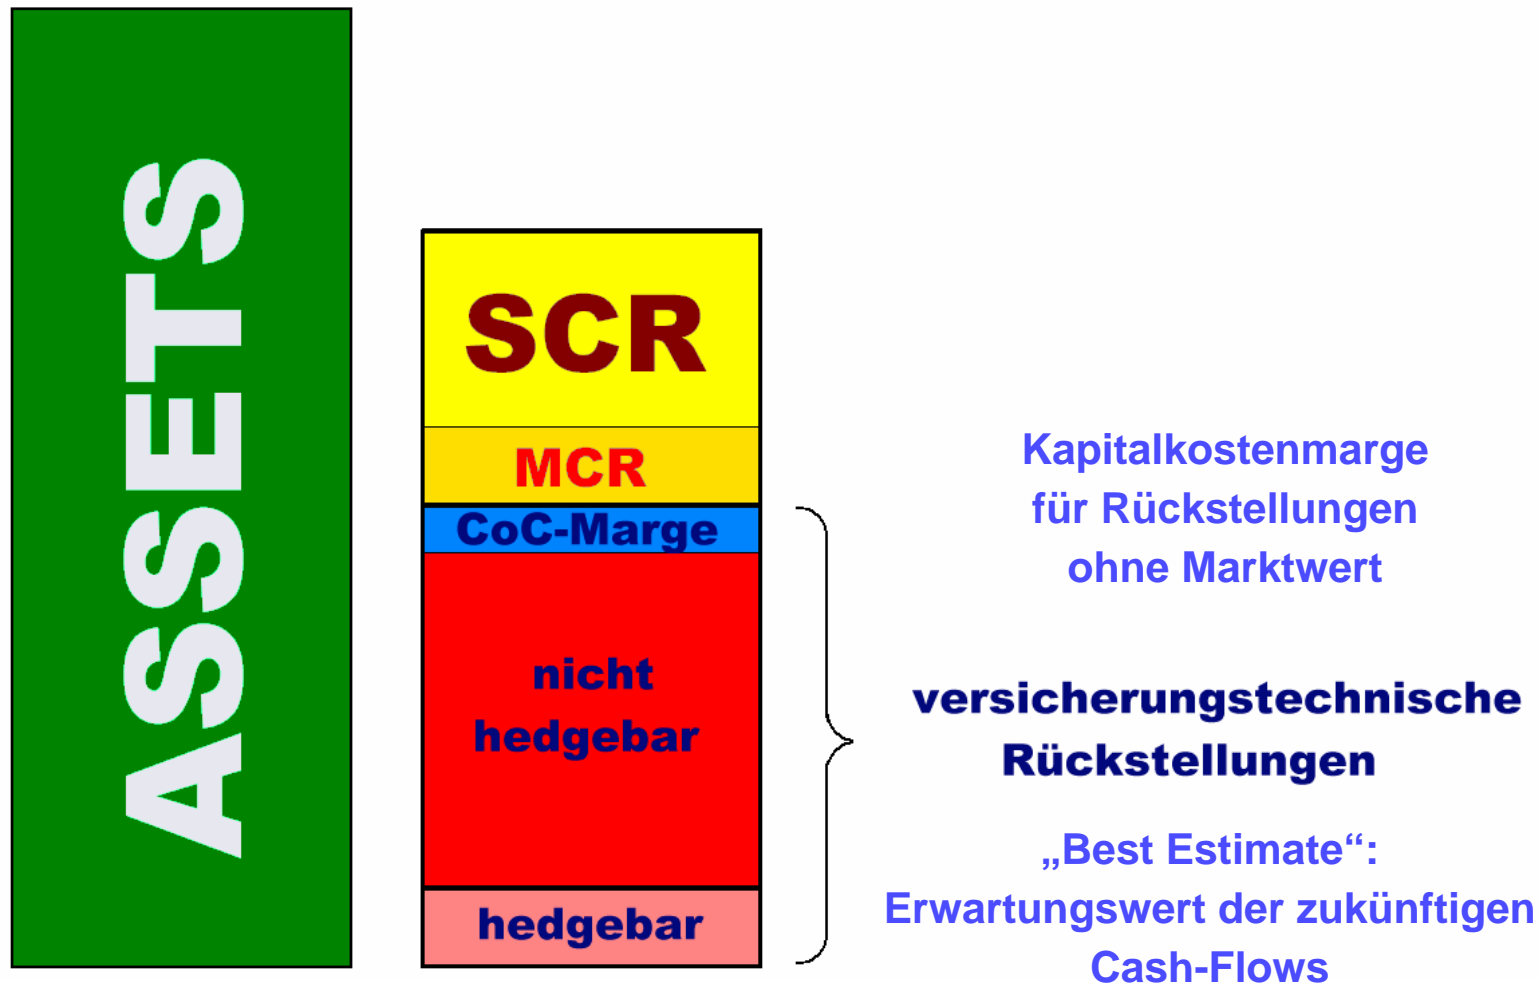 ASSETS
SCR
MCR
CoC-Marge
nicht
hedgebar
hedgebar
Kapitalkostenmarge
für Rückstellungen
ohne Marktwert
versicherungstechnische
Rückstellungen
„Best Estimate“:
Erwartungswert der zukünftigen
Cash-Flows